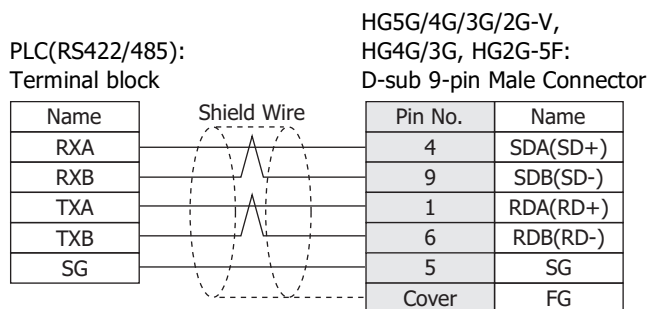 HG5G/4G/3G/2G-V,
PLC(RS422/485): HG4G/3G, HG2G-5F:
Terminal block D-sub 9-pin Male Connector
Name Shield Wire Pin No. Name
RXA 4 SDA(SD+)
RXB 9 SDB(SD-)
TXA 1 RDA(RD+)
TXB 6 RDB(RD-)
SG 5 SG
Cover FG